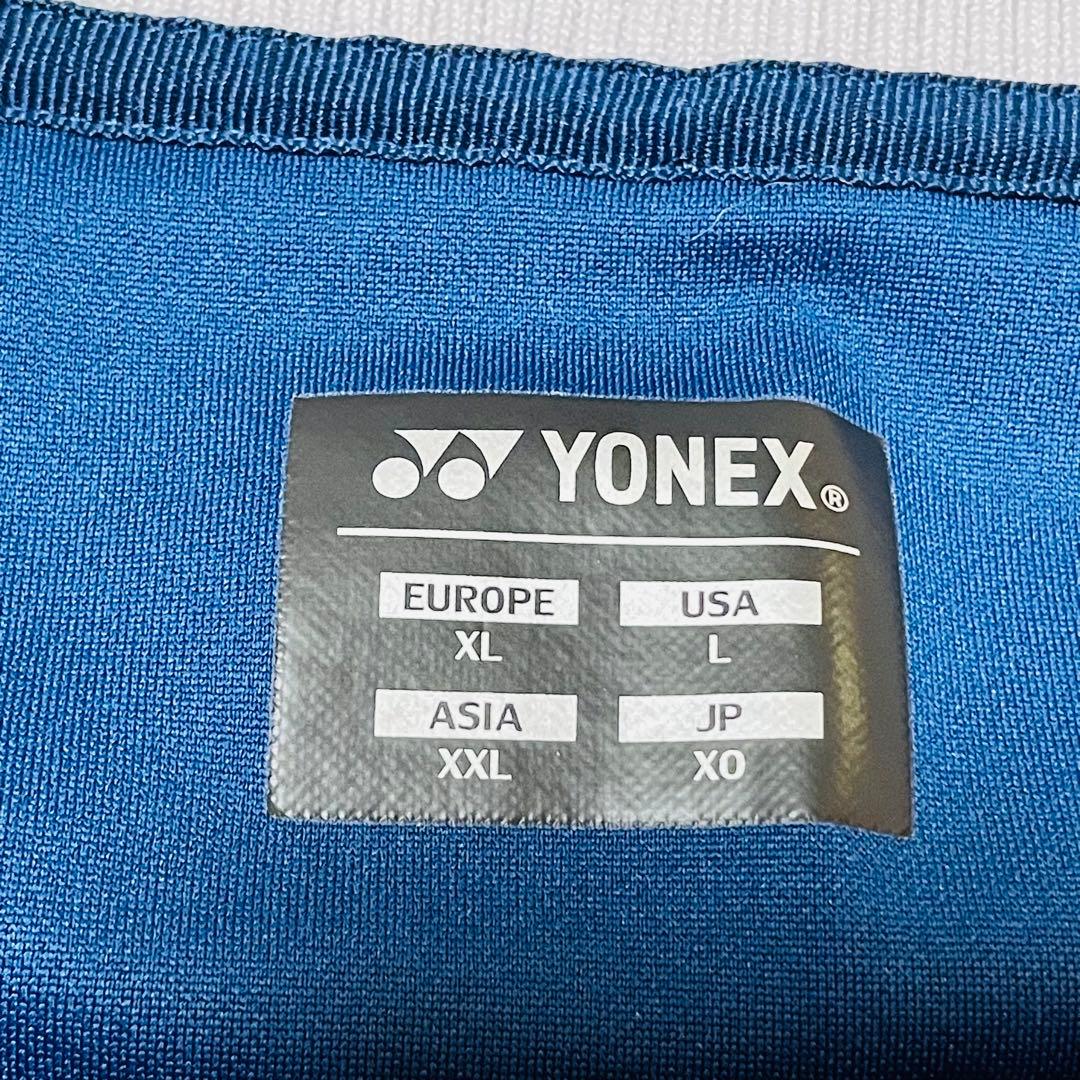 YONEX®
EUROPE USA
XL L
ASIA JP
XXL XO